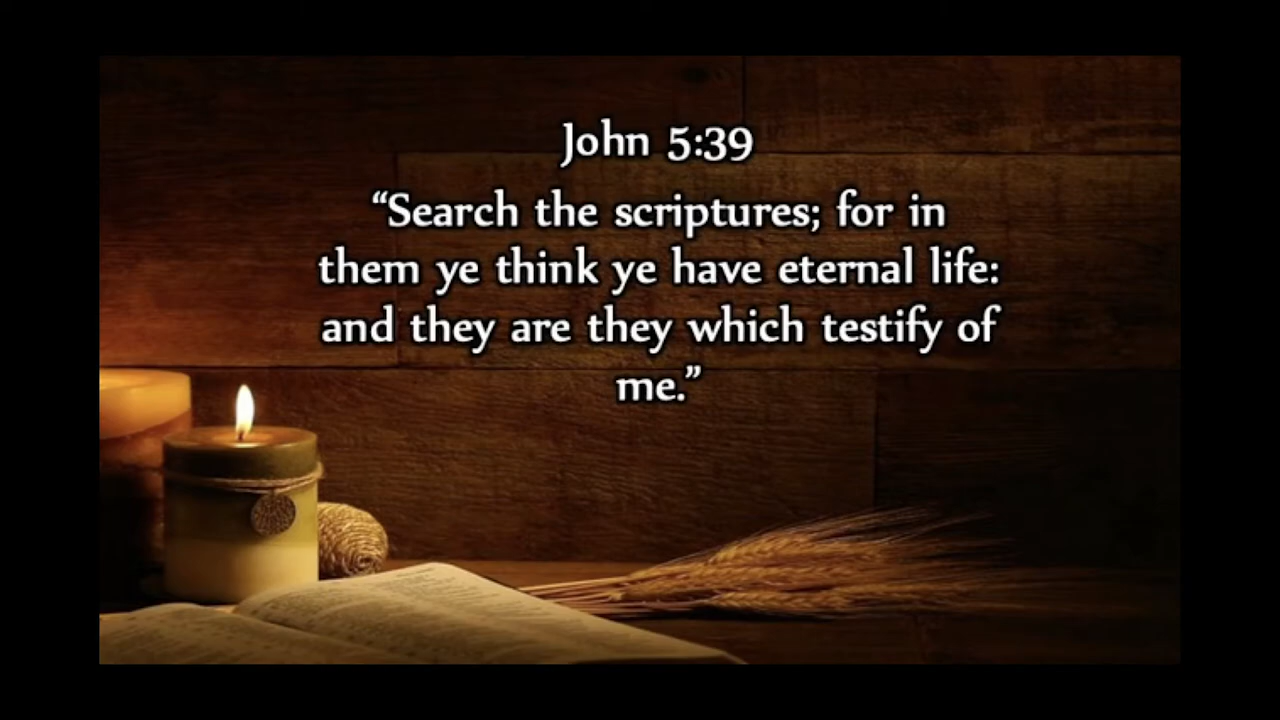 John 5:39
“Search the scriptures; for in
them ye think ye have eternal life:
and they are they which testify of
me.”